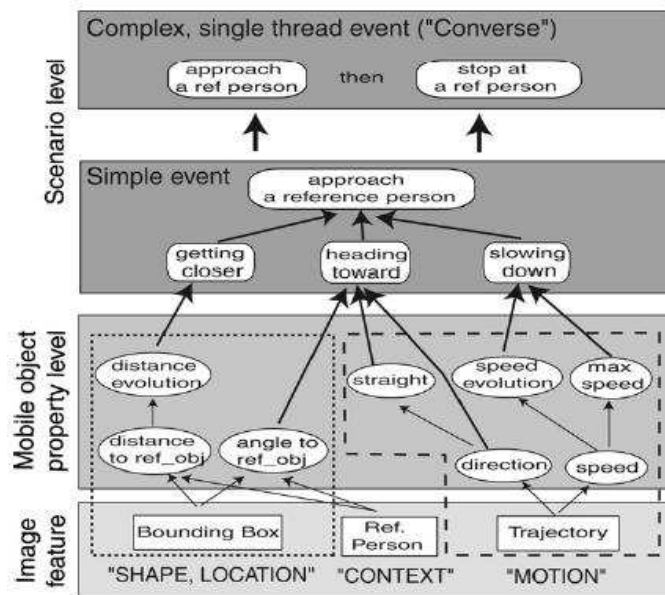 Complex, single thread event ("Converse")
approach
a ref person
then
stop at
a ref person
Scenario level
Simple event
approach
a reference person
getting
closer
heading
toward
slowing
down
Mobile object
property level
distance
evolution
straight
speed
evolution
max
speed
distance
to ref_obj
angle to
ref_obj
direction
speed
Image
feature
Bounding Box
Ref.
Person
Trajectory
"SHAPE, LOCATION"
"CONTEXT"
"MOTION"